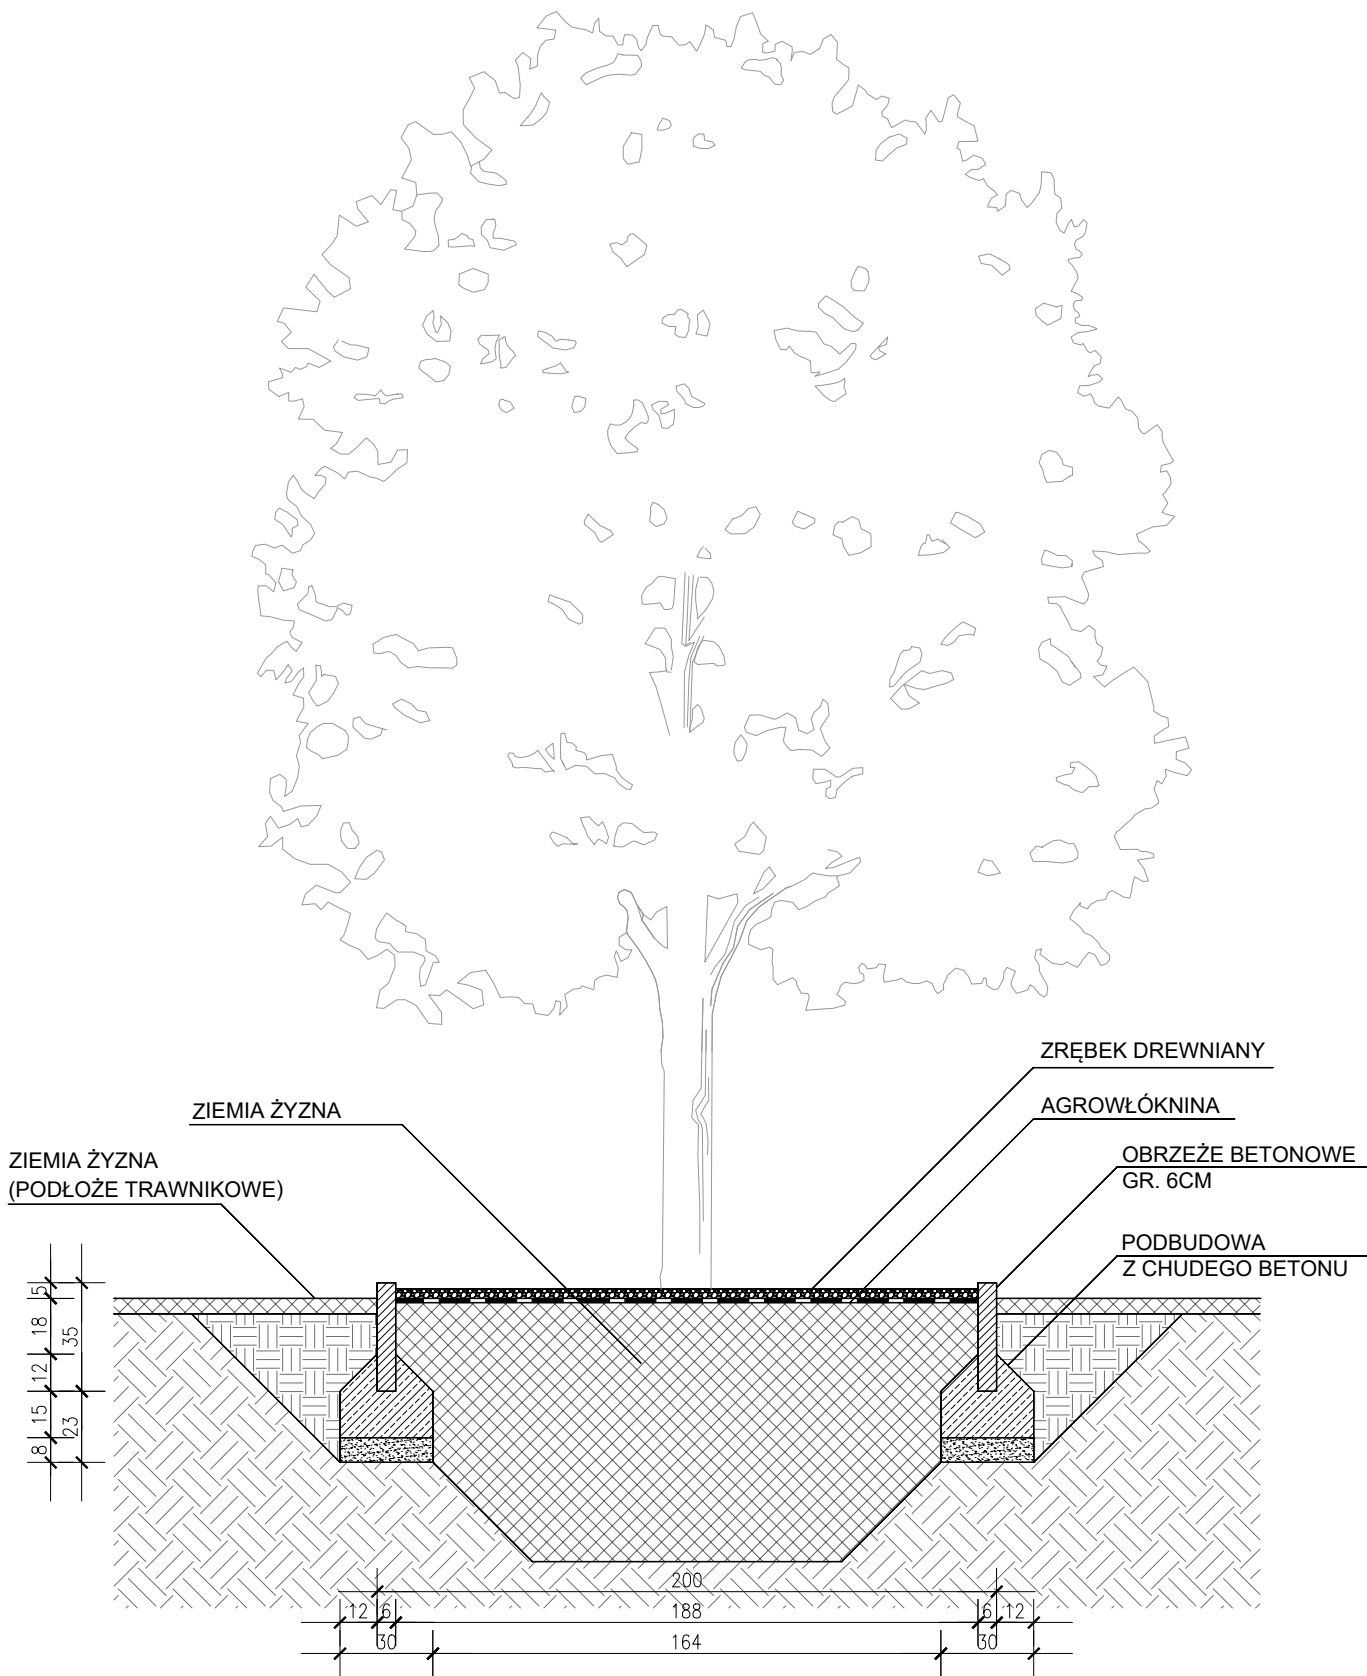 ZRĘBEK DREWNIANY
AGROWŁÓKNINA
ZIEMIA ŻYZNA
OBRZEŻE BETONOWE
GR. 6CM
ZIEMIA ŻYZNA
(PODŁOŻE TRAWNIKOWE)
PODBUDOWA
Z CHUDEGO BETONU
5
18
35
12
15
23
8
200
12 6 188 6 12
30 164 30